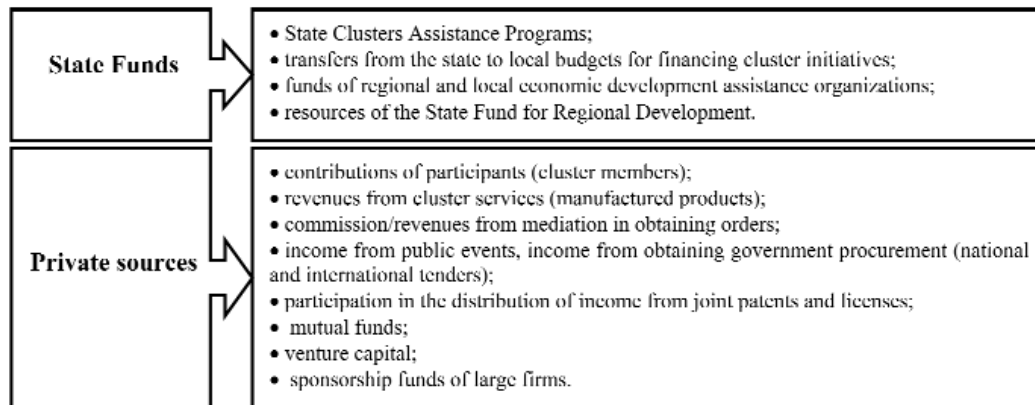 State Funds
• State Clusters Assistance Programs;
• transfers from the state to local budgets for financing cluster initiatives;
• funds of regional and local economic development assistance organizations;
• resources of the State Fund for Regional Development.
Private sources
• contributions of participants (cluster members);
• revenues from cluster services (manufactured products);
• commission/revenues from mediation in obtaining orders;
• income from public events, income from obtaining government procurement (national
and international tenders);
• participation in the distribution of income from joint patents and licenses;
• mutual funds;
• venture capital;
• sponsorship funds of large firms.